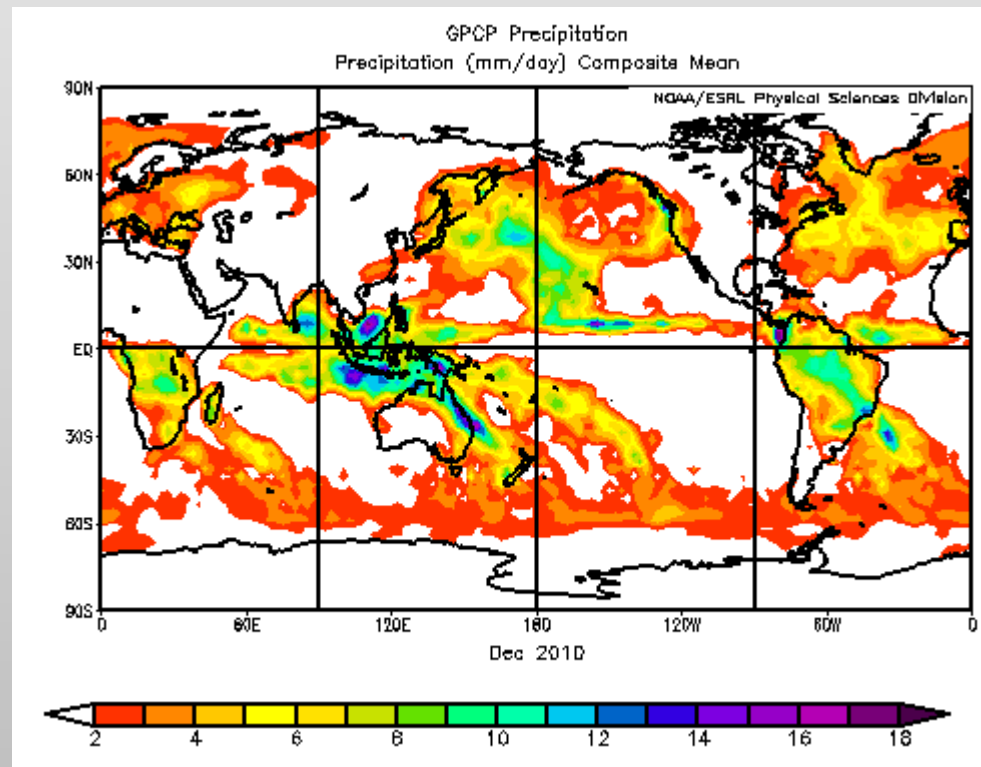 GPCP Precipitation
Precipitation (mm/day) Composite Mean
NOAA/ESRL Physical Sciences Division
90N
60N
30N
EQ
30S
60S
90S
0 60E 120E 180 120W 60W 0
Dec 2010
2 4 6 8 10 12 14 16 18